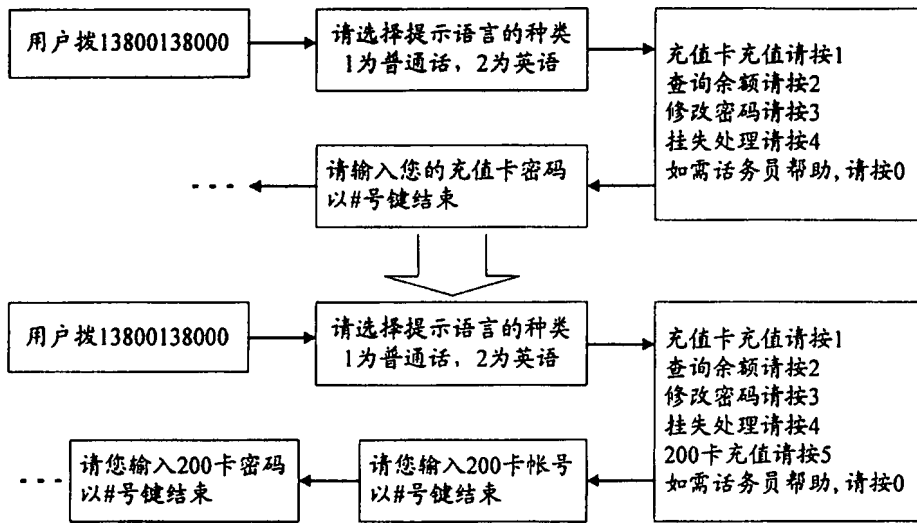 用户拨13800138000
请选择提示语言的种类
1为普通话，2为英语
充值卡充值请按1
查询余额请按2
修改密码请按3
挂失处理请按4
如需话务员帮助,请按0
请输入您的充值卡密码
以#号键结束
用户拨13800138000
请选择提示语言的种类
1为普通话，2为英语
充值卡充值请按1
查询余额请按2
修改密码请按3
挂失处理请按4
200卡充值请按5
如需话务员帮助,请按0
请您输入200卡帐号
以#号键结束
请您输入200卡密码
以#号键结束